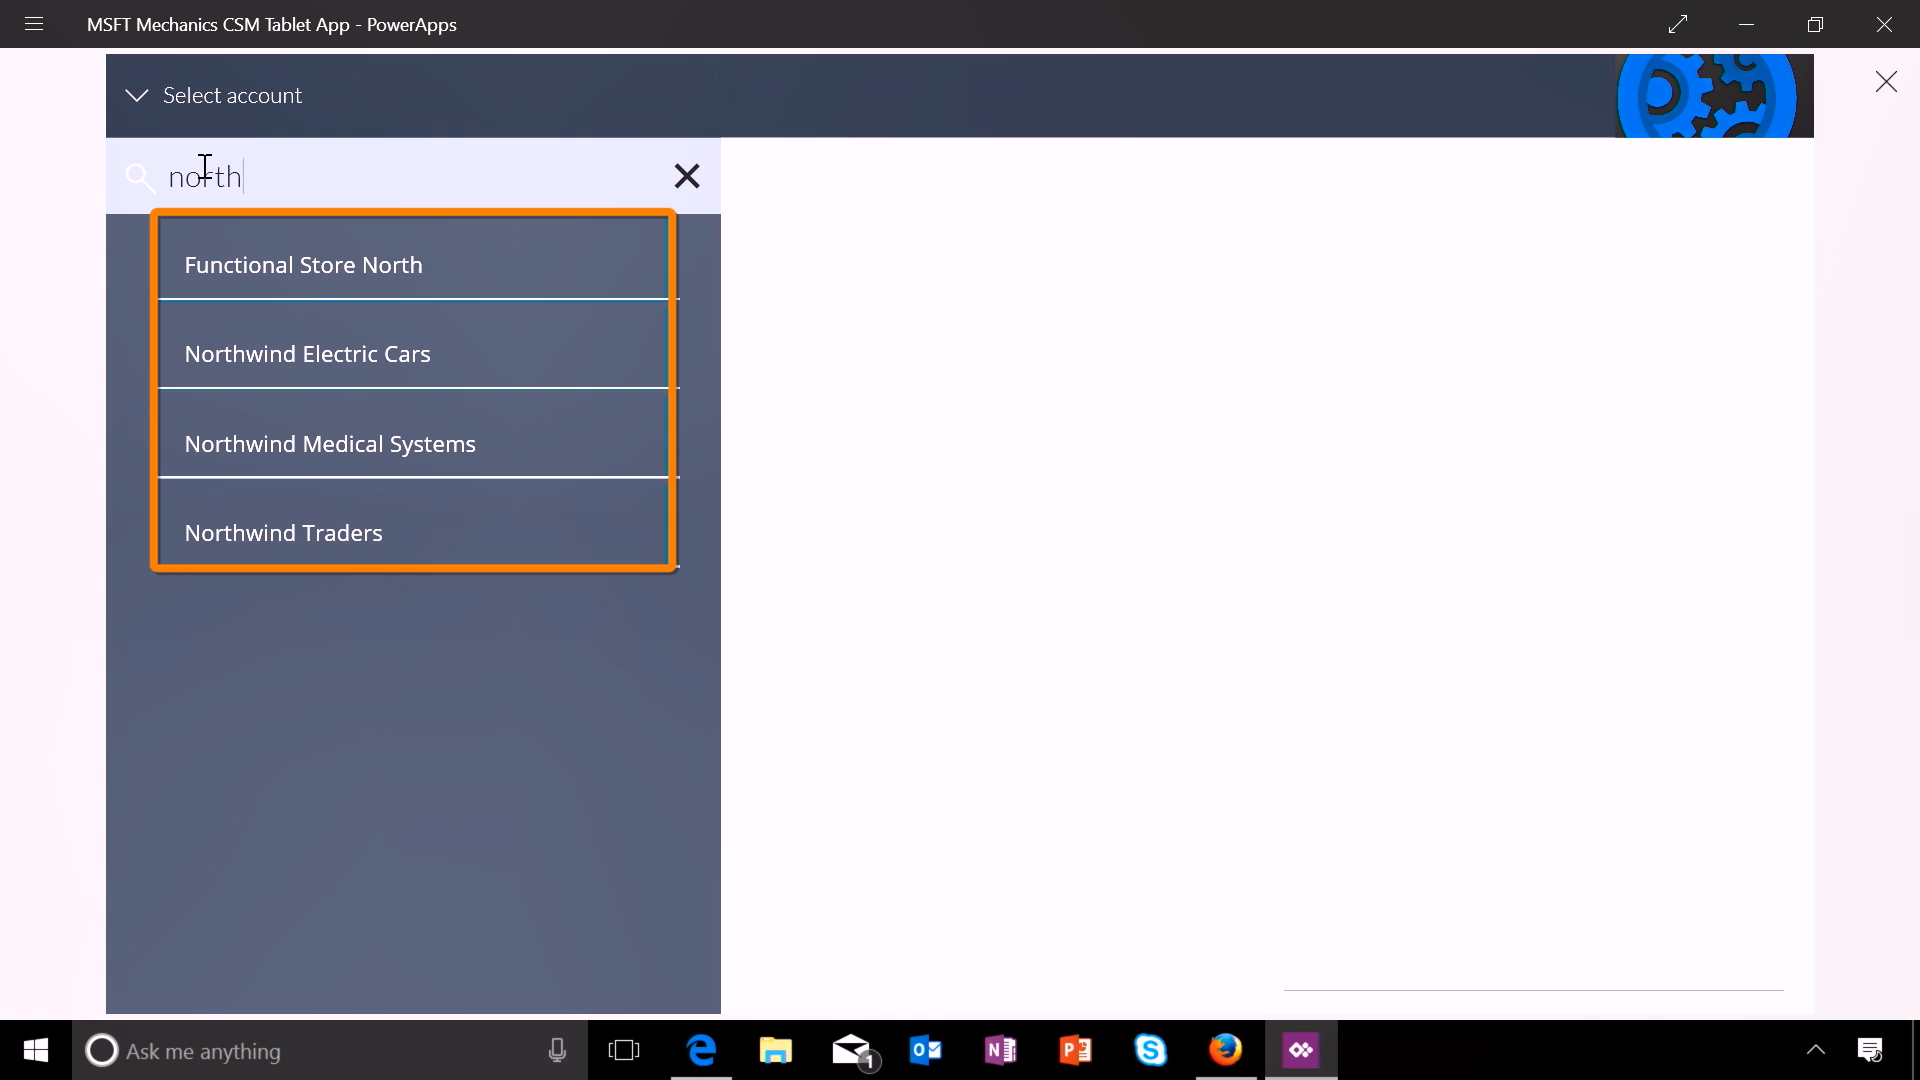 MSFT Mechanics CSM Tablet App - PowerApps
Select account
north
Functional Store North
Northwind Electric Cars
Northwind Medical Systems
Northwind Traders
Ask me anything
1